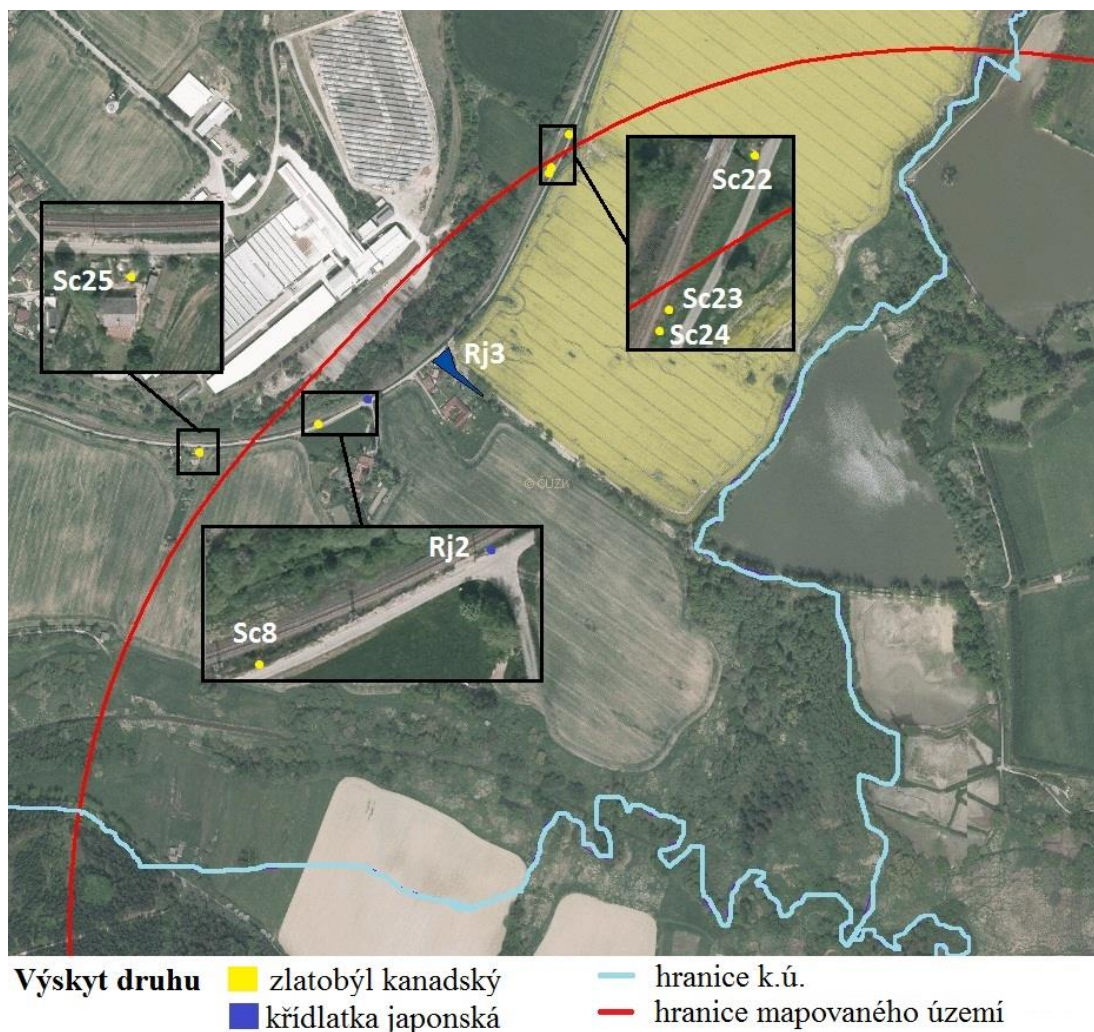 Sc22
Sc23
Sc24
Sc25
Rj3
© ČÚZK
Rj2
Sc8
Výskyt druhu
zlatobýl kanadský
křídlatka japonská
hranice k.ú.
hranice mapovaného území